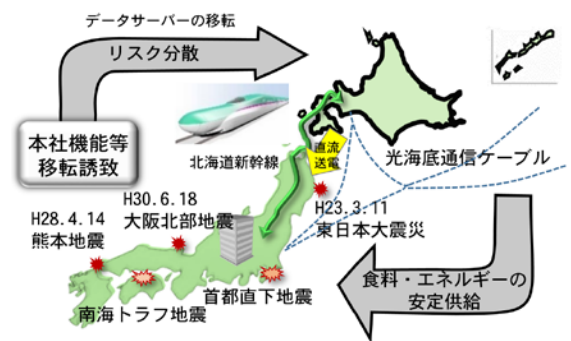 データサーバーの移転
リスク分散
本社機能等
移転誘致
北海道新幹線
直流
送電
光海底通信ケーブル
H30.6.18
大阪北部地震
H28.4.14
熊本地震
H23.3.11
東日本大震災
首都直下地震
南海トラフ地震
食料・エネルギーの
安定供給